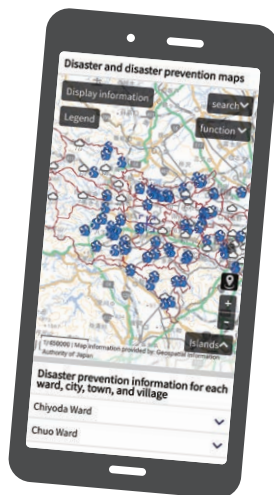 Disaster and disaster prevention maps
Display information
search
Legend
function
Islands
Map information provided by: Geospatial Information
Authority of Japan
Disaster prevention information for each
ward, city, town, and village
Chiyoda Ward
Chuo Ward